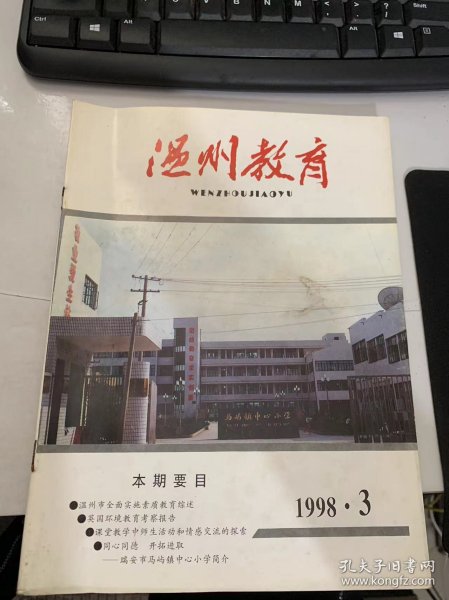 温州教育
WENZHOUJIAOYU
马屿镇中心小学
本期要目
●温州市全面实施素质教育综述
●英国环境教育考察报告
●课堂教学中师生活动和情感交流的探索
●同心同德 开拓进取
——瑞安市马屿镇中心小学简介
1998·3
孔夫子旧书网